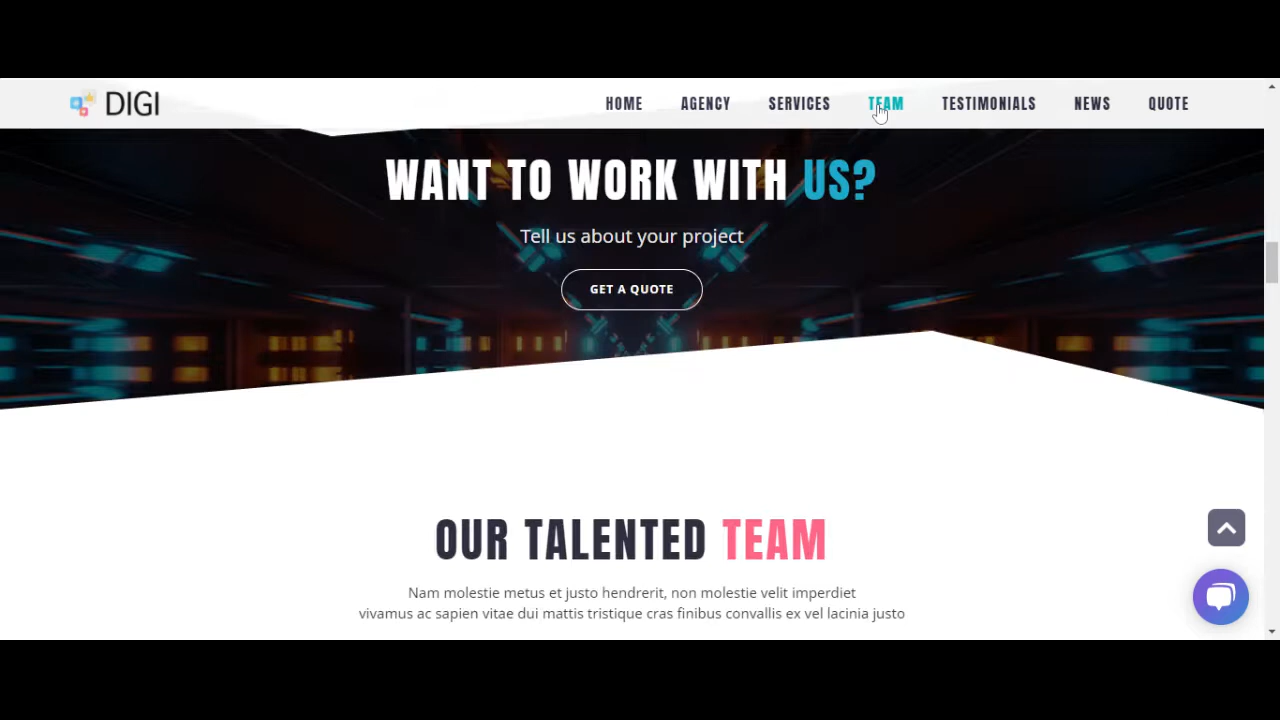 DIGI
HOME AGENCY SERVICES TEAM TESTIMONIALS NEWS QUOTE
WANT TO WORK WITH US?
Tell us about your project
GET A QUOTE
OUR TALENTED TEAM
Nam molestie metus et justo hendrerit, non molestie velit imperdiet
vivamus ac sapien vitae dui mattis tristique cras finibus convallis ex vel lacinia justo